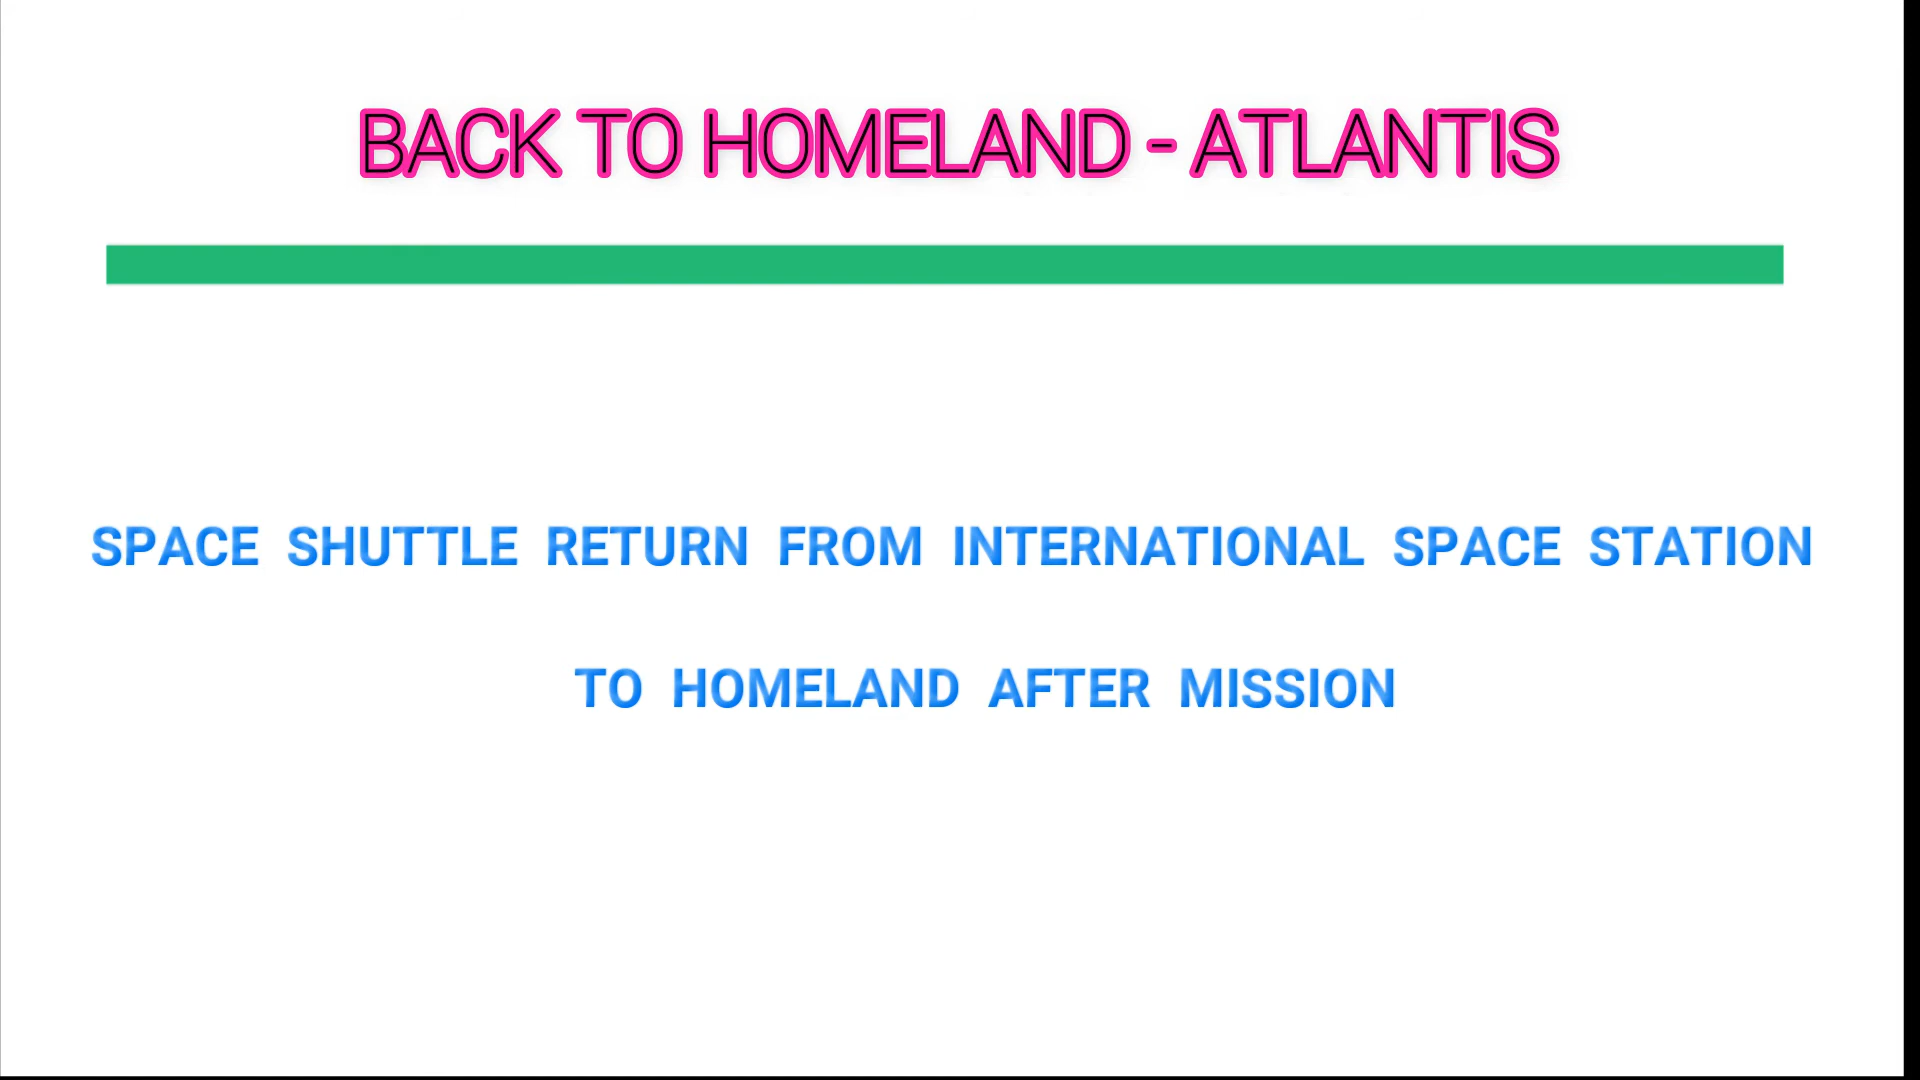 BACK TO HOMELAND - ATLANTIS
SPACE SHUTTLE RETURN FROM INTERNATIONAL SPACE STATION
TO HOMELAND AFTER MISSION